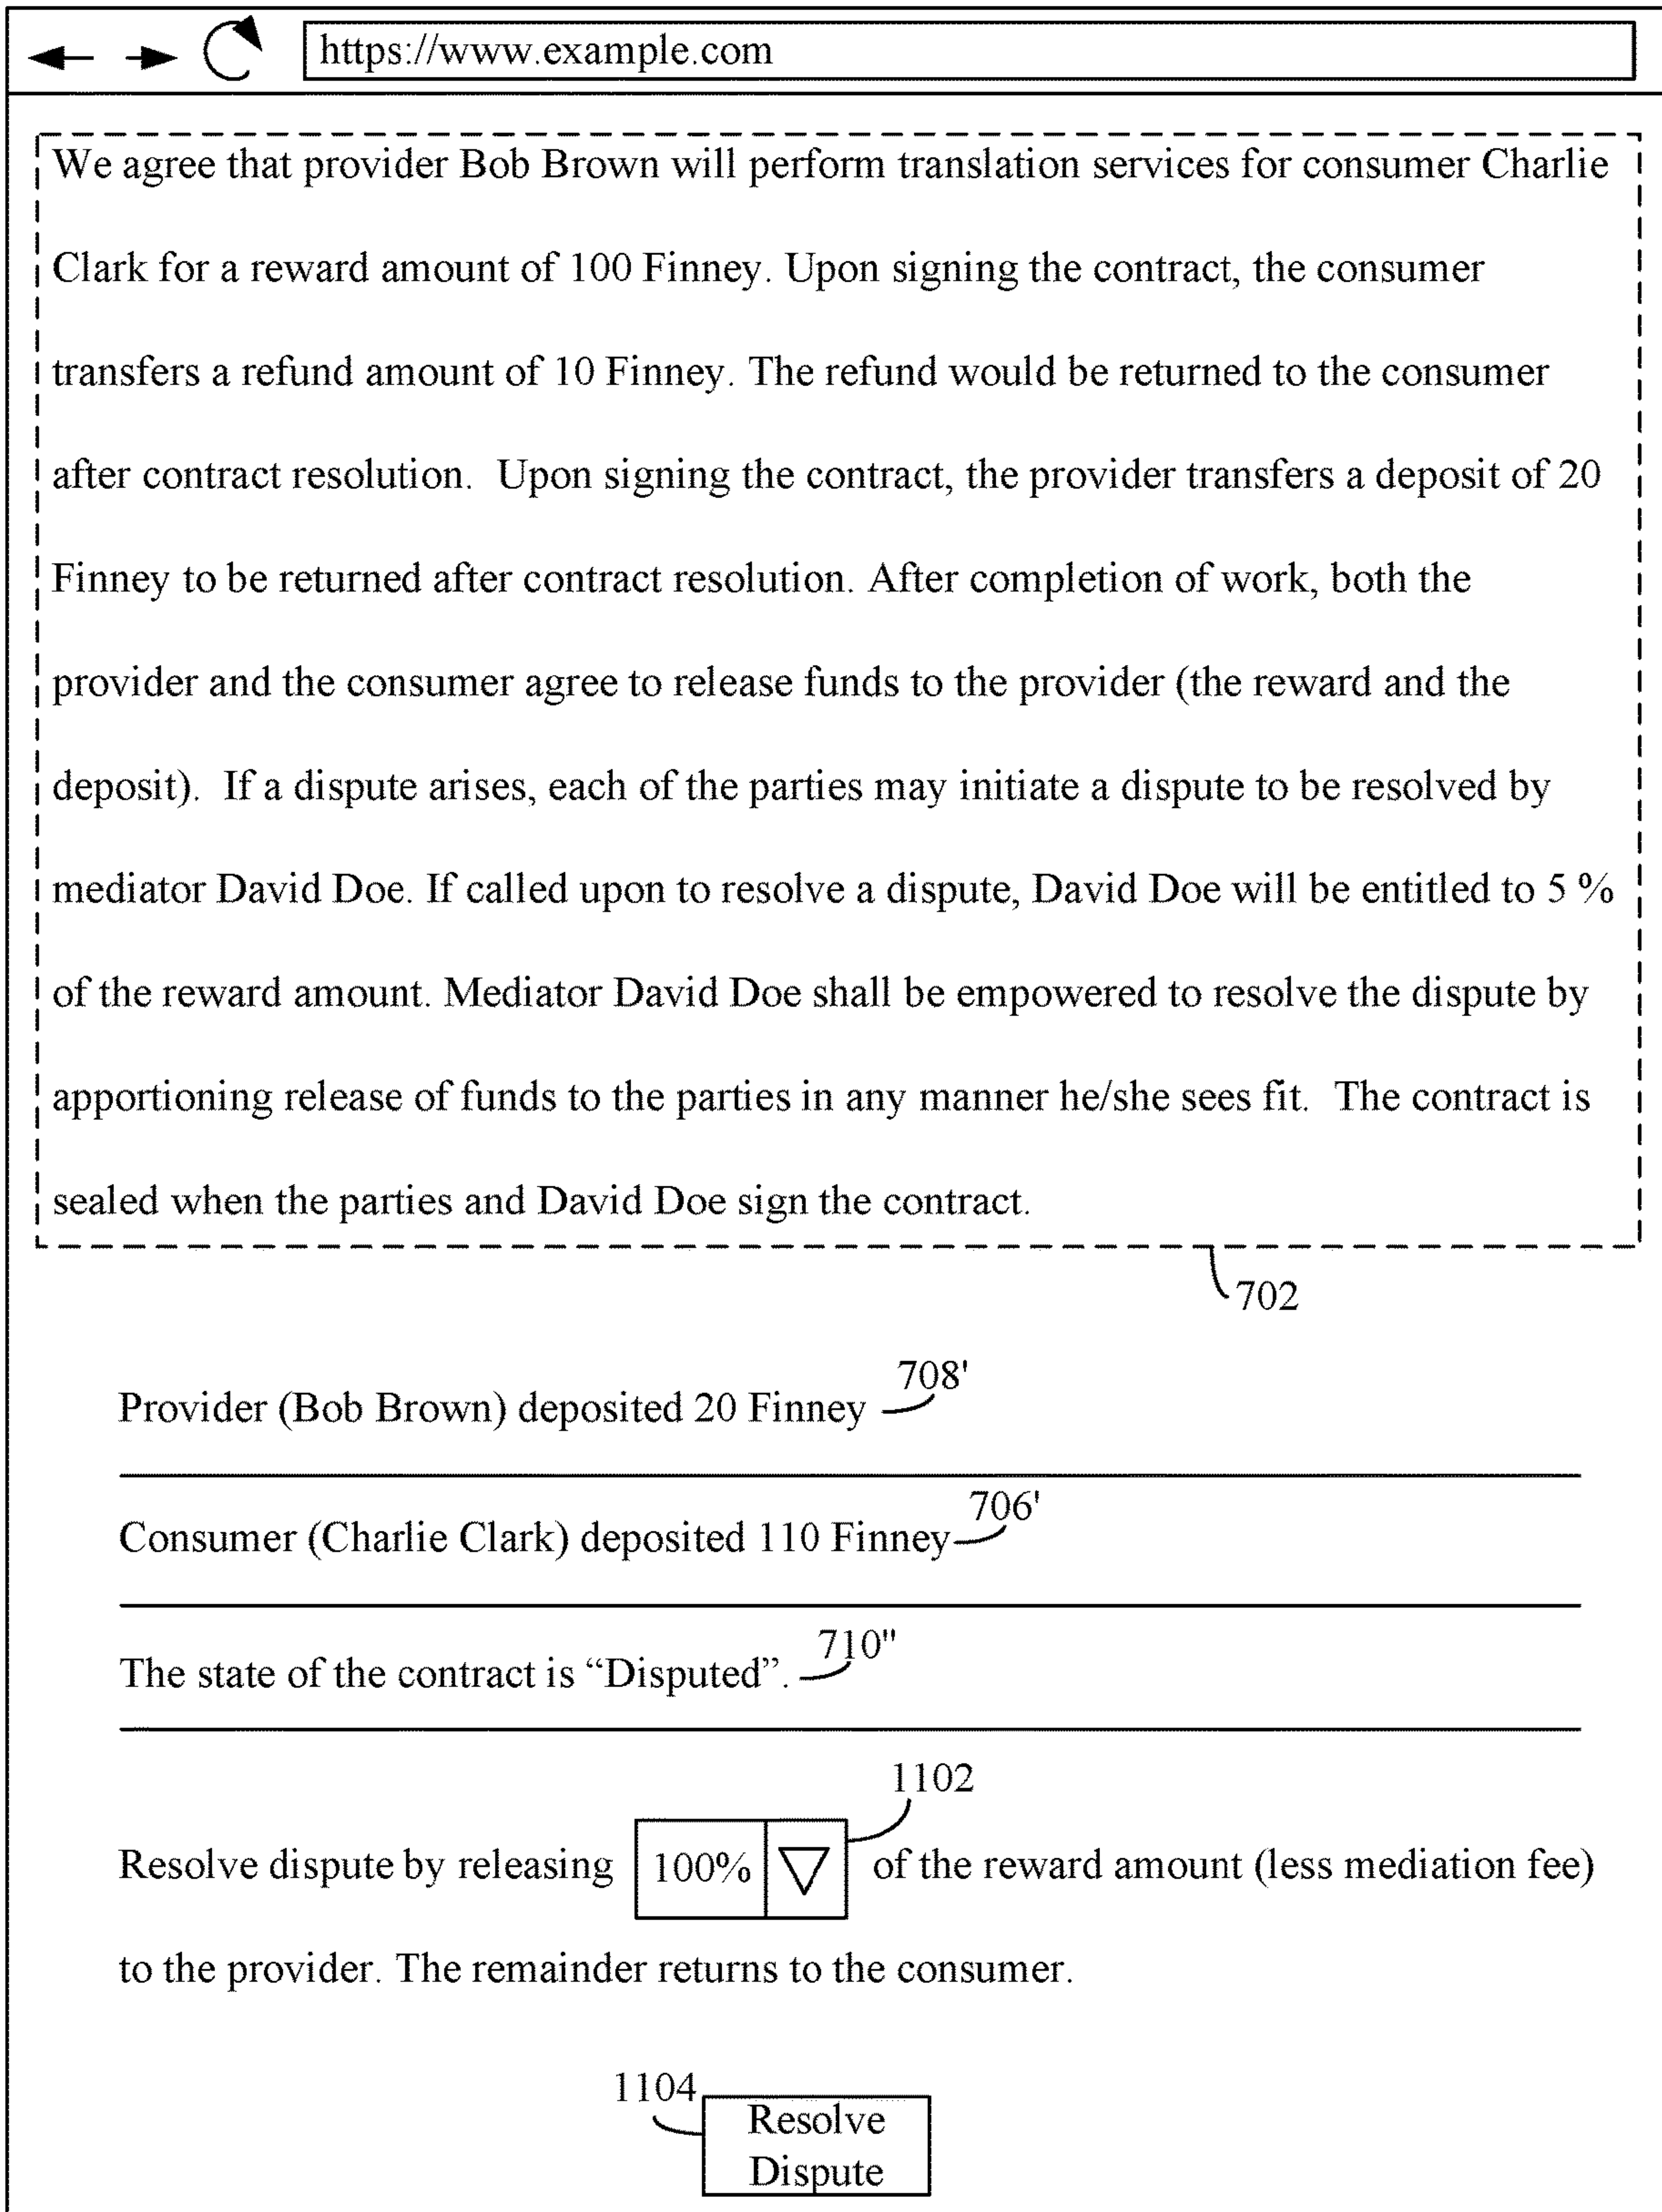 https://www.example.com
We agree that provider Bob Brown will perform translation services for consumer Charlie
Clark for a reward amount of 100 Finney. Upon signing the contract, the consumer
transfers a refund amount of 10 Finney. The refund would be returned to the consumer
after contract resolution.  Upon signing the contract, the provider transfers a deposit of 20
Finney to be returned after contract resolution. After completion of work, both the
provider and the consumer agree to release funds to the provider (the reward and the
deposit).  If a dispute arises, each of the parties may initiate a dispute to be resolved by
mediator David Doe. If called upon to resolve a dispute, David Doe will be entitled to 5 %
of the reward amount. Mediator David Doe shall be empowered to resolve the dispute by
apportioning release of funds to the parties in any manner he/she sees fit.  The contract is
sealed when the parties and David Doe sign the contract.
702
708'
Provider (Bob Brown) deposited 20 Finney
706'
Consumer (Charlie Clark) deposited 110 Finney
710"
The state of the contract is “Disputed”.
1102
Resolve dispute by releasing 100% of the reward amount (less mediation fee)
to the provider. The remainder returns to the consumer.
1104
Resolve
Dispute